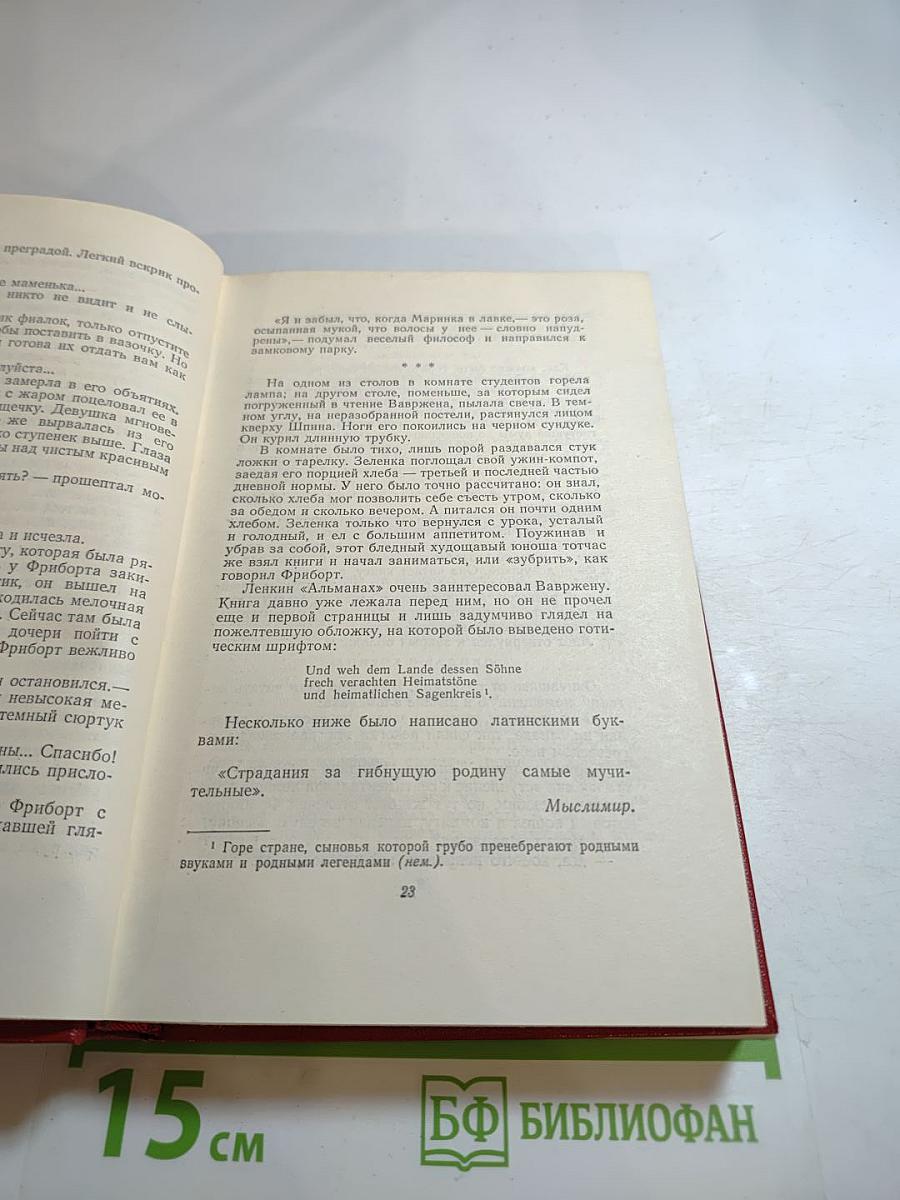 преградой. Легкий вскрик про-
е маменька...
никто не видит и не слы-
ик фиалок, только отпустите
обы поставить в вазочку. Но
готова их отдать вам как
луйста...
замерла в его объятиях.
с жаром поцеловал ее в
щечку. Девушка мгнове-
же вырвалась из его
ко ступенек выше. Глаза
ы над чистым красивым
ять? — прошептал мо-
а и исчезла.
у, которая была ря-
у Фриборта заки-
ик, он вышел на
ходилась мелочная
. Сейчас там была
дочери пойти с
Фриборт вежливо
и остановился.—
невысокая ме-
темный сюртук
ны... Спасибо!
лись присло-
Фриборт с
авшей гля-
«Я и забыл, что, когда Маринка в лавке,— это роза,
осыпанная мукой, что волосы у нее — словно напуд-
рены»,— подумал веселый философ и направился к
замковому парку.
* * *
На одном из столов в комнате студентов горела
лампа; на другом столе, поменьше, за которым сидел
погруженный в чтение Вавржена, пылала свеча. В тем-
ном углу, на неразобранной постели, растянулся лицом
кверху Шпина. Ноги его покоились на черном сундуке.
Он курил длинную трубку.
В комнате было тихо, лишь порой раздавался стук
ложки о тарелку. Зеленка поглощал свой ужин-компот,
заедая его порцией хлеба — третьей и последней частью
дневной нормы. У него было точно рассчитано: он знал,
сколько хлеба мог позволить себе съесть утром, сколько
за обедом и сколько вечером. А питался он почти одним
хлебом. Зеленка только что вернулся с урока, усталый
и голодный, и ел с большим аппетитом. Поужинав и
убрав за собой, этот бледный худощавый юноша тотчас
же взял книги и начал заниматься, или «зубрить», как
говорил Фриборт.
Ленкин «Альманах» очень заинтересовал Вавржену.
Книга давно уже лежала перед ним, но он не прочел
еще и первой страницы и лишь задумчиво глядел на
пожелтевшую обложку, на которой было выведено готи-
ческим шрифтом:
Und weh dem Lande dessen Söhne
frech verachten Heimatstöne
und heimatlichen Sagenkreis ¹.
Несколько ниже было написано латинскими бук-
вами:
«Страдания за гибнущую родину самые мучи-
тельные».
Мыслимир.
¹ Горе стране, сыновья которой грубо пренебрегают родными
звуками и родными легендами (нем.).
23
15 см
БФ БИБЛИОФАН